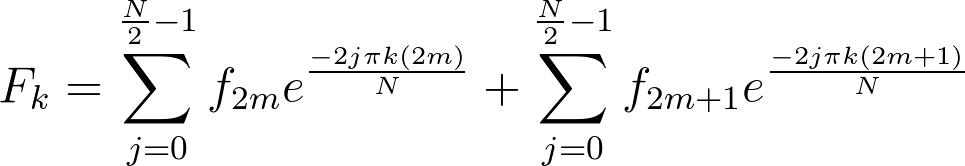 F_k = \sum_{j=0}^{\frac{N}{2}-1} f_{2m} e^{\frac{-2j\pi k(2m)}{N}} + \sum_{j=0}^{\frac{N}{2}-1} f_{2m+1} e^{\frac{-2j\pi k(2m+1)}{N}}